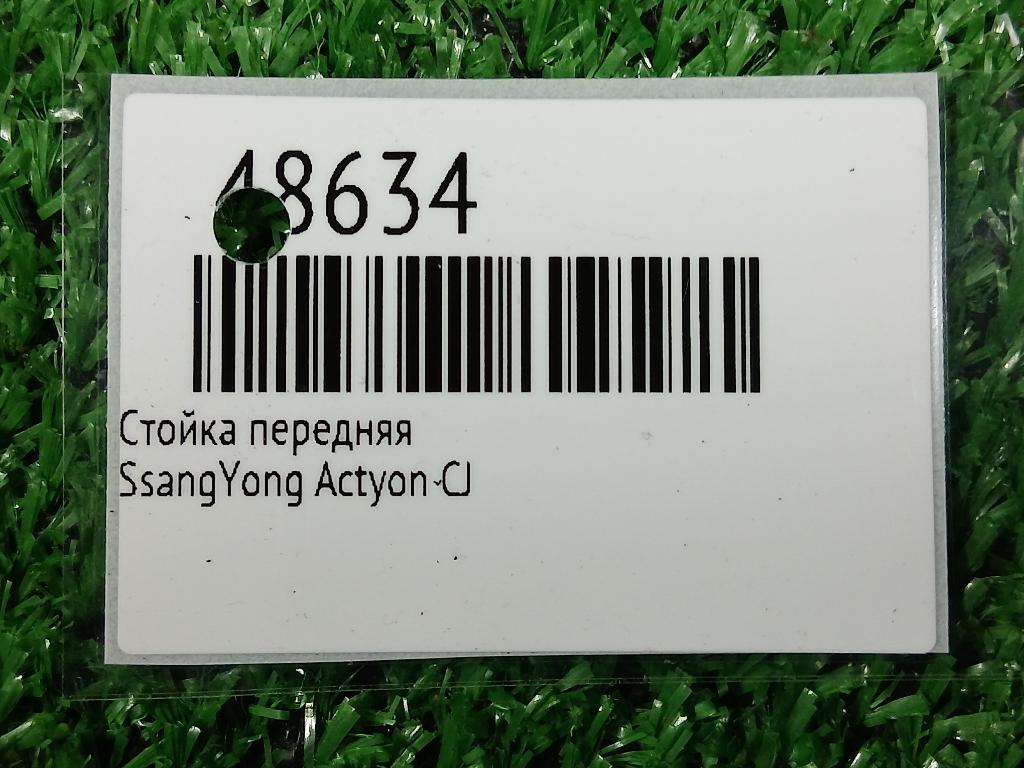 48634
Стойка передняя
SsangYong Actyon CJ